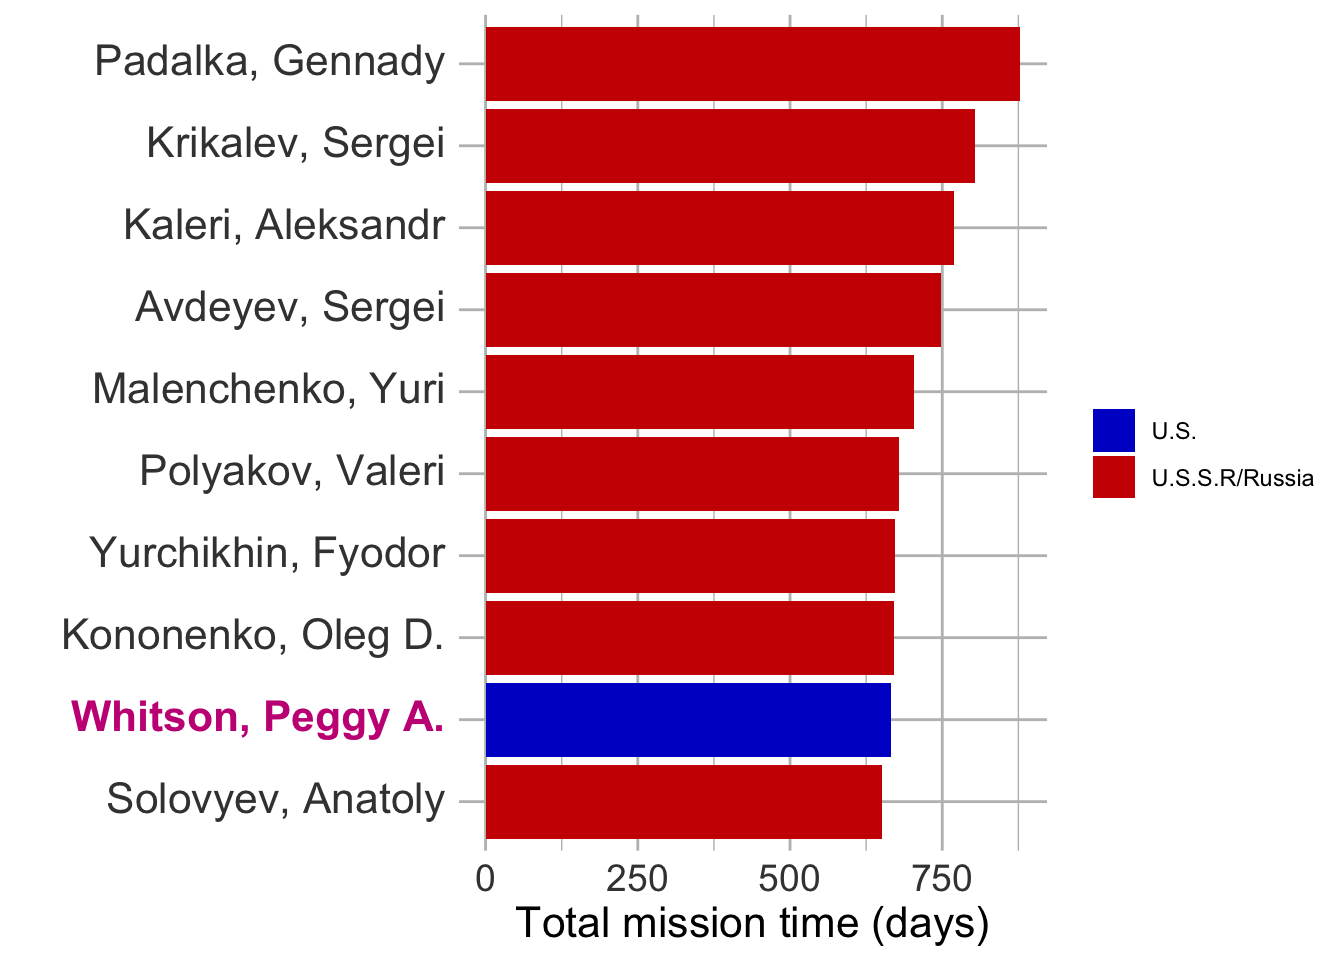 Padalka, Gennady
Krikalev, Sergei
Kaleri, Aleksandr
Avdeyev, Sergei
Malenchenko, Yuri
Polyakov, Valeri
Yurchikhin, Fyodor
Kononenko, Oleg D.
Whitson, Peggy A.
Solovyev, Anatoly
0 250 500 750
Total mission time (days)
U.S.
U.S.S.R/Russia